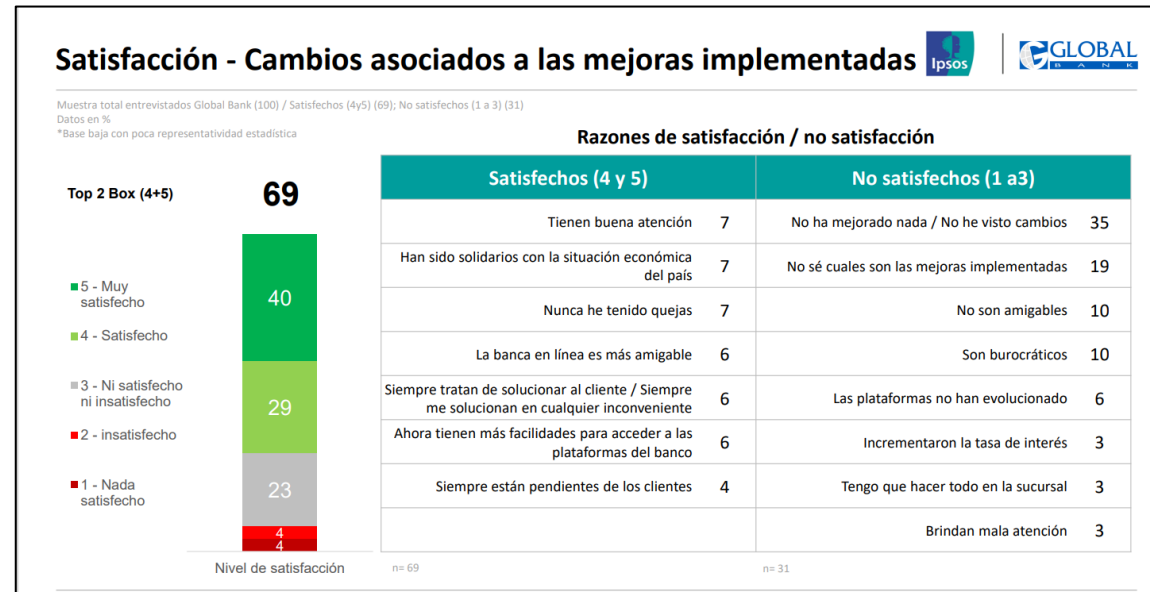 Satisfacción - Cambios asociados a las mejoras implementadas
Ipsos
GLOBAL
BANK
Muestra total entrevistados Global Bank (100) / Satisfechos (4y5) (69); No satisfechos (1 a 3) (31)
Datos en %
*Base baja con poca representatividad estadística
Razones de satisfacción / no satisfacción
Top 2 Box (4+5)
69
5 - Muy
satisfecho
4 - Satisfecho
3 - Ni satisfecho
ni insatisfecho
2 - insatisfecho
1 - Nada
satisfecho
40
29
23
4
4
Nivel de satisfacción
Satisfechos (4 y 5)
Tienen buena atención 7
Han sido solidarios con la situación económica
del país 7
Nunca he tenido quejas 7
La banca en línea es más amigable 6
Siempre tratan de solucionar al cliente / Siempre
me solucionan en cualquier inconveniente 6
Ahora tienen más facilidades para acceder a las
plataformas del banco 6
Siempre están pendientes de los clientes 4
n= 69
No satisfechos (1 a3)
No ha mejorado nada / No he visto cambios 35
No sé cuales son las mejoras implementadas 19
No son amigables 10
Son burocráticos 10
Las plataformas no han evolucionado 6
Incrementaron la tasa de interés 3
Tengo que hacer todo en la sucursal 3
Brindan mala atención 3
n= 31